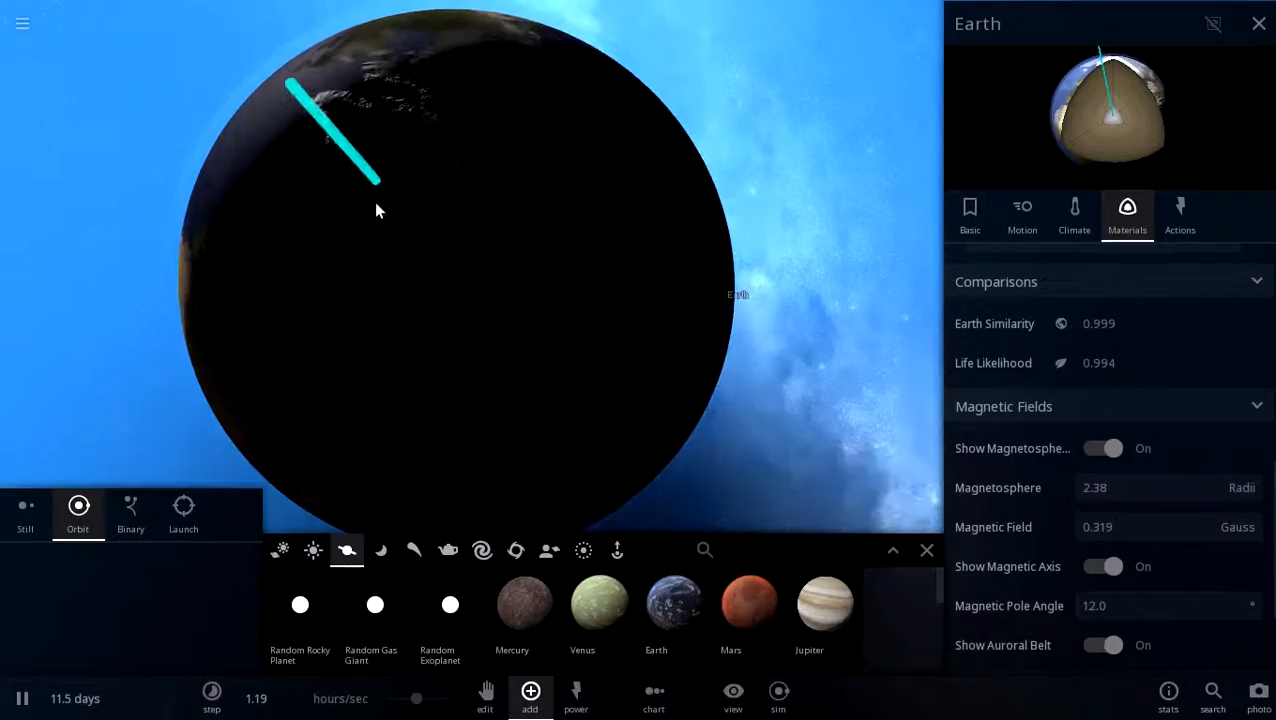 Earth
Basic
Motion
Climate
Materials
Actions
Comparisons
Earth Similarity 0.999
Life Likelihood 0.994
Magnetic Fields
Show Magnetosphe... On
Magnetosphere 2.38 Radii
Magnetic Field 0.319 Gauss
Show Magnetic Axis On
Magnetic Pole Angle 12.0 °
Show Auroral Belt On
Earth
Still
Orbit
Binary
Launch
Random Rocky
Planet
Random Gas
Giant
Random
Exoplanet
Mercury
Venus
Earth
Mars
Jupiter
11.5 days
step
1.19 hours/sec
edit
add
power
chart
view
sim
stats
search
photo